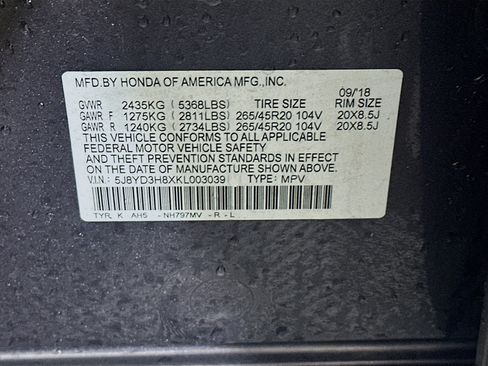 MFD.BY HONDA OF AMERICA MFG.,INC.
09/18
GVWR 2435KG (5368LBS) TIRE SIZE RIM SIZE
GAWR F 1275KG (2811LBS) 265/45R20 104V 20X8.5J
GAWR R 1240KG (2734LBS) 265/45R20 104V 20X8.5J
THIS VEHICLE CONFORMS TO ALL APPLICABLE
FEDERAL MOTOR VEHICLE SAFETY
AND THEFT PREVENTION STANDARDS IN EFFECT
ON THE DATE OF MANUFACTURE SHOWN ABOVE.
V.I.N: 5J8YD3H8XKL003039 TYPE: MPV
TYR, K AH5 - NH797MV - R - L